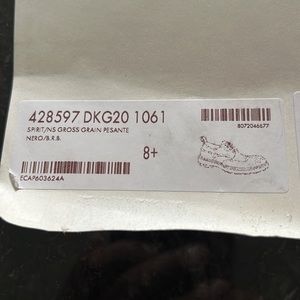 428597 DKG20 1061
SPIRIT/NS GROSS GRAIN PESANTE
NERO/B.R.B.
8072046677
8+
ECAP603624A